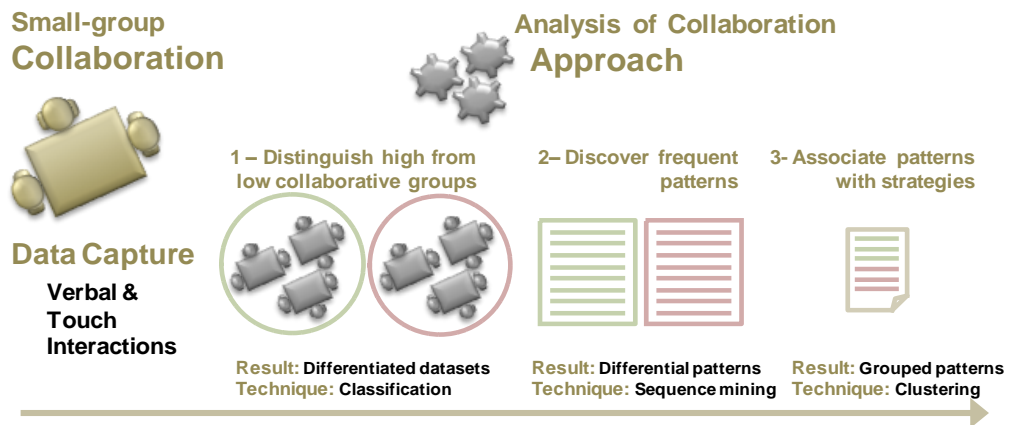 Small-group
Collaboration
Analysis of Collaboration
Approach
1 – Distinguish high from
low collaborative groups
2– Discover frequent
patterns
3- Associate patterns
with strategies
Data Capture
Verbal &
Touch
Interactions
Result: Differentiated datasets
Technique: Classification
Result: Differential patterns
Technique: Sequence mining
Result: Grouped patterns
Technique: Clustering